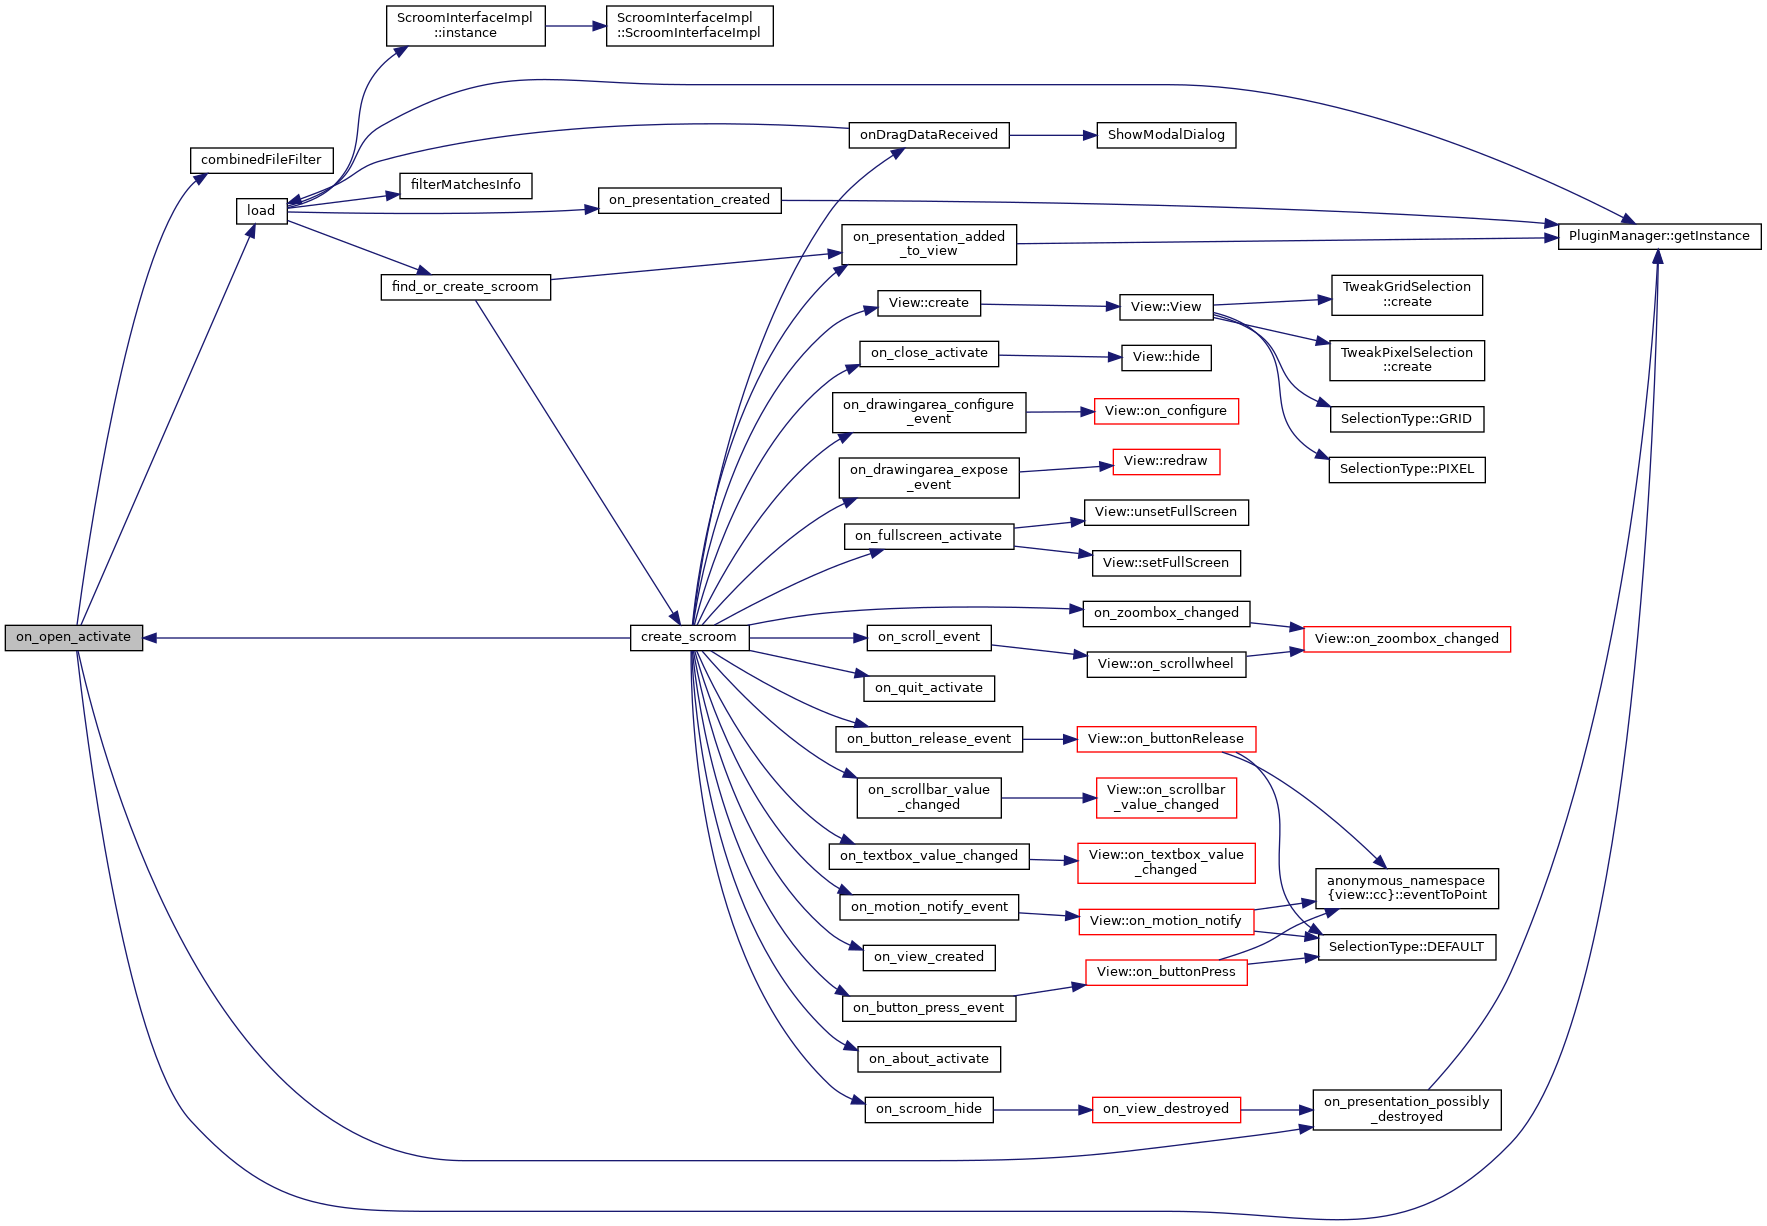 ScroomInterfaceImpl
::instance
ScroomInterfaceImpl
::ScroomInterfaceImpl
onDragDataReceived
ShowModalDialog
combinedFileFilter
filterMatchesInfo
load
on_presentation_created
on_presentation_added
_to_view
PluginManager::getInstance
find_or_create_scroom
View::create
View::View
TweakGridSelection
::create
on_close_activate
View::hide
TweakPixelSelection
::create
on_drawingarea_configure
_event
View::on_configure
SelectionType::GRID
on_drawingarea_expose
_event
View::redraw
SelectionType::PIXEL
on_fullscreen_activate
View::unsetFullScreen
View::setFullScreen
on_zoombox_changed
on_open_activate
create_scroom
on_scroll_event
View::on_zoombox_changed
View::on_scrollwheel
on_quit_activate
on_button_release_event
View::on_buttonRelease
on_scrollbar_value
_changed
View::on_scrollbar
_value_changed
on_textbox_value_changed
View::on_textbox_value
_changed
anonymous_namespace
{view::cc}::eventToPoint
on_motion_notify_event
View::on_motion_notify
SelectionType::DEFAULT
on_view_created
View::on_buttonPress
on_button_press_event
on_about_activate
on_scroom_hide
on_view_destroyed
on_presentation_possibly
_destroyed